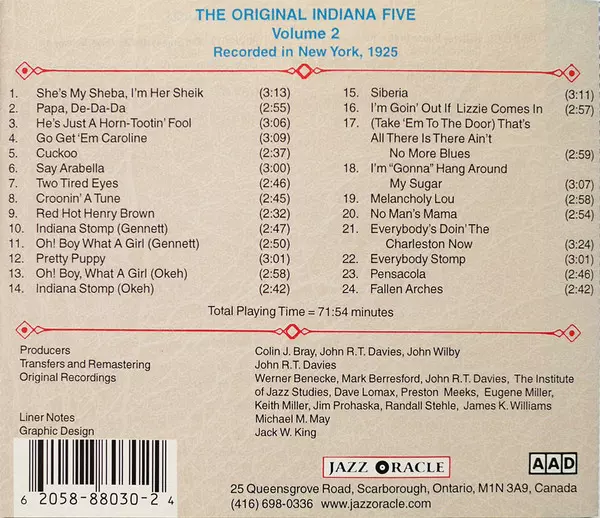 THE ORIGINAL INDIANA FIVE
Volume 2
Recorded in New York, 1925
1. She's My Sheba, I'm Her Sheik (3:13)
2. Papa, De-Da-Da (2:55)
3. He's Just A Horn-Tootin' Fool (3:06)
4. Go Get 'Em Caroline (3:09)
5. Cuckoo (2:37)
6. Say Arabella (3:00)
7. Two Tired Eyes (2:46)
8. Croonin' A Tune (2:45)
9. Red Hot Henry Brown (2:32)
10. Indiana Stomp (Gennett) (2:47)
11. Oh! Boy What A Girl (Gennett) (2:50)
12. Pretty Puppy (3:01)
13. Oh! Boy, What A Girl (Okeh) (2:58)
14. Indiana Stomp (Okeh) (2:42)
15. Siberia (3:11)
16. I'm Goin' Out If Lizzie Comes In (2:57)
17. (Take 'Em To The Door) That's
All There Is There Ain't
No More Blues (2:59)
18. I'm "Gonna" Hang Around
My Sugar (3:07)
19. Melancholy Lou (2:58)
20. No Man's Mama (2:54)
21. Everybody's Doin' The
Charleston Now (3:24)
22. Everybody Stomp (3:01)
23. Pensacola (2:46)
24. Fallen Arches (2:42)
Total Playing Time = 71:54 minutes
Producers Colin J. Bray, John R.T. Davies, John Wilby
Transfers and Remastering John R.T. Davies
Original Recordings Werner Benecke, Mark Berresford, John R.T. Davies, The Institute
of Jazz Studies, Dave Lomax, Preston Meeks, Eugene Miller,
Keith Miller, Jim Prohaska, Randall Stehle, James K. Williams
Liner Notes Michael M. May
Graphic Design Jack W. King
6 2058-88030-2 4
JAZZ ORACLE
AAD
25 Queensgrove Road, Scarborough, Ontario, M1N 3A9, Canada
(416) 698-0336 www.jazzoracle.com